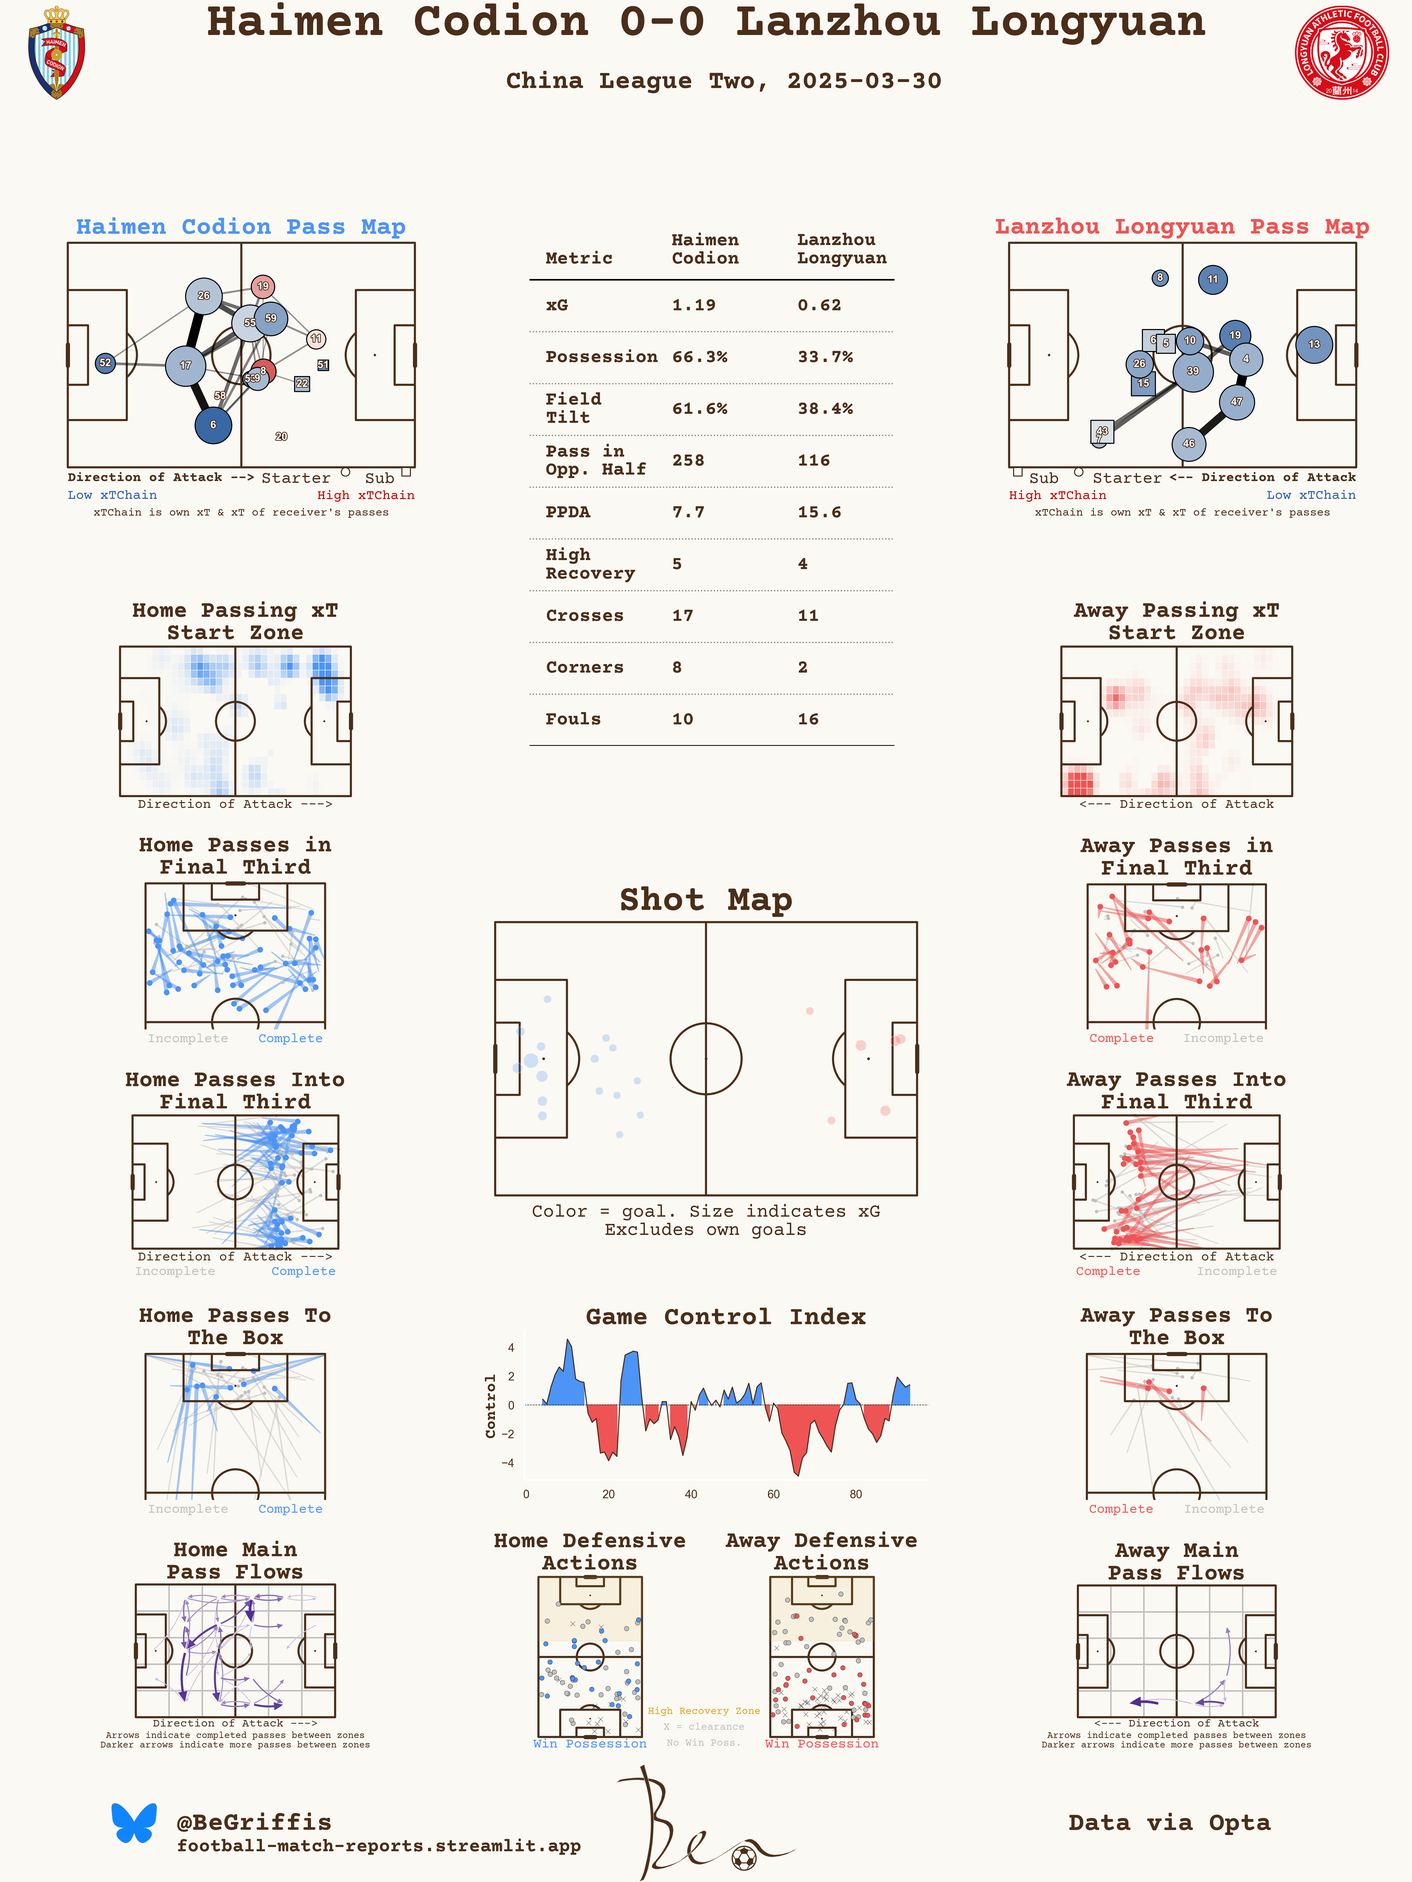 Haimen Codion 0-0 Lanzhou Longyuan
China League Two, 2025-03-30
HAIMEN
CODION
LONGYUAN ATHLETIC FOOTBALL CLUB
20 蘭州 14
Haimen Codion Pass Map
26
19
55
59
11
52
17
8
9
51
22
58
6
20
Direction of Attack --> Starter Sub
Low xTChain High xTChain
xTChain is own xT & xT of receiver's passes
Metric Haimen Codion Lanzhou Longyuan
xG 1.19 0.62
Possession 66.3% 33.7%
Field Tilt 61.6% 38.4%
Pass in Opp. Half 258 116
PPDA 7.7 15.6
High Recovery 5 4
Crosses 17 11
Corners 8 2
Fouls 10 16
Lanzhou Longyuan Pass Map
8
11
6
5
10
19
13
26
39
4
15
47
43
7
46
Sub Starter <-- Direction of Attack
High xTChain Low xTChain
xTChain is own xT & xT of receiver's passes
Home Passing xT
Start Zone
Direction of Attack --->
Away Passing xT
Start Zone
<--- Direction of Attack
Home Passes in
Final Third
Incomplete Complete
Shot Map
Color = goal. Size indicates xG
Excludes own goals
Away Passes in
Final Third
Complete Incomplete
Home Passes Into
Final Third
Direction of Attack --->
Incomplete Complete
Away Passes Into
Final Third
<--- Direction of Attack
Complete Incomplete
Home Passes To
The Box
Incomplete Complete
Game Control Index
Control
4
2
0
−2
−4
0 20 40 60 80
Away Passes To
The Box
Complete Incomplete
Home Main
Pass Flows
Direction of Attack --->
Arrows indicate completed passes between zones
Darker arrows indicate more passes between zones
Home Defensive
Actions
Win Possession
High Recovery Zone
X = clearance
No Win Poss.
Away Defensive
Actions
Win Possession
Away Main
Pass Flows
<--- Direction of Attack
Arrows indicate completed passes between zones
Darker arrows indicate more passes between zones
@BeGriffis
football-match-reports.streamlit.app
Ben
Data via Opta